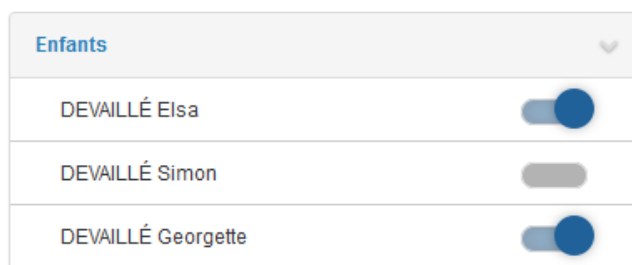 Enfants
DEVAILLÉ Elsa
DEVAILLÉ Simon
DEVAILLÉ Georgette